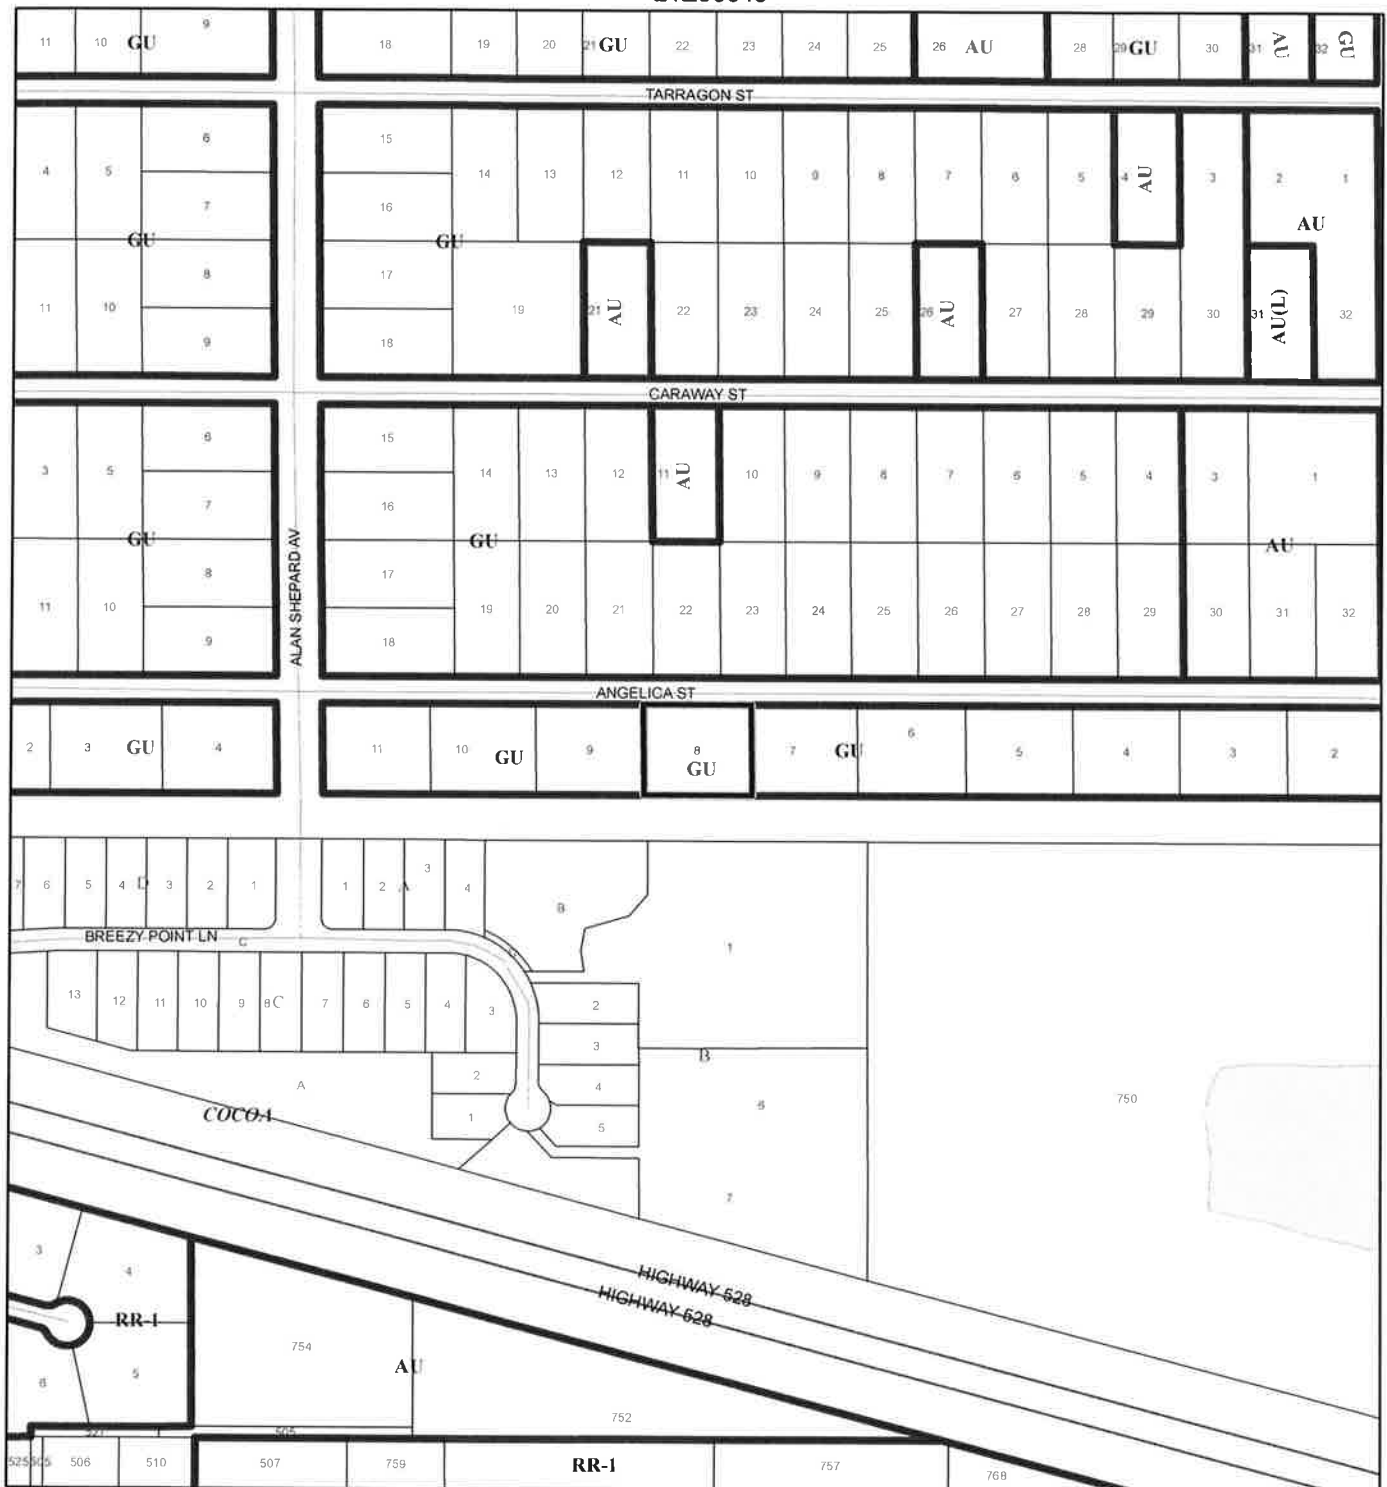 11 10 GU 9 18 19 20 21 GU 22 23 24 25 26 AU 28 29 GU 30 31 AU 32 GU
TARRAGON ST
6 15
4 5 14 13 12 11 10 9 8 7 6 5 4 AU 3 2 1
7 16
GU GU AU
8 17
11 10 19 21 AU 22 23 24 25 26 AU 27 28 29 30 31 AU(L) 32
9 18
CARAWAY ST
6 15
3 5 14 13 12 11 AU 10 9 8 7 6 5 4 3 1
7 16
GU GU AU
ALAN SHEPARD AV
8 17
11 10 19 20 21 22 23 24 25 26 27 28 29 30 31 32
9 18
ANGELICA ST
2 3 GU 4 11 10 GU 9 8 GU 7 GU 6 5 4 3 2
7 6 5 4 D 3 2 1 1 2 A 3 4
B
BREEZY POINT LN C
1
13 12 11 10 9 8 C 7 6 5 4 3 2
3
B
2 4
A 6 750
COCOA 1 5
7
3
4
HIGHWAY 528
HIGHWAY 528
RR-1
754 AU
6 5
752
527 505
525 505 506 510 507 759 RR-1 757 768